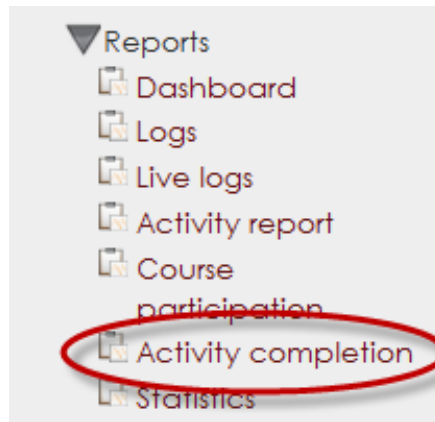 Reports
Dashboard
Logs
Live logs
Activity report
Course
participation
Activity completion
Statistics